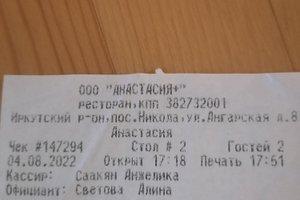 ООО "АНАСТАСИЯ+"
ресторан,кпп 382732001
Иркутский р-он,пос.Никола,ул.Ангарская д.8
Анастасия
Чек #147294 Стол # 2 Гостей 2
04.08.2022 Открыт 17:18 Печать 17:51
Кассир: Саакян Анжелика
Официант: Светова Алина